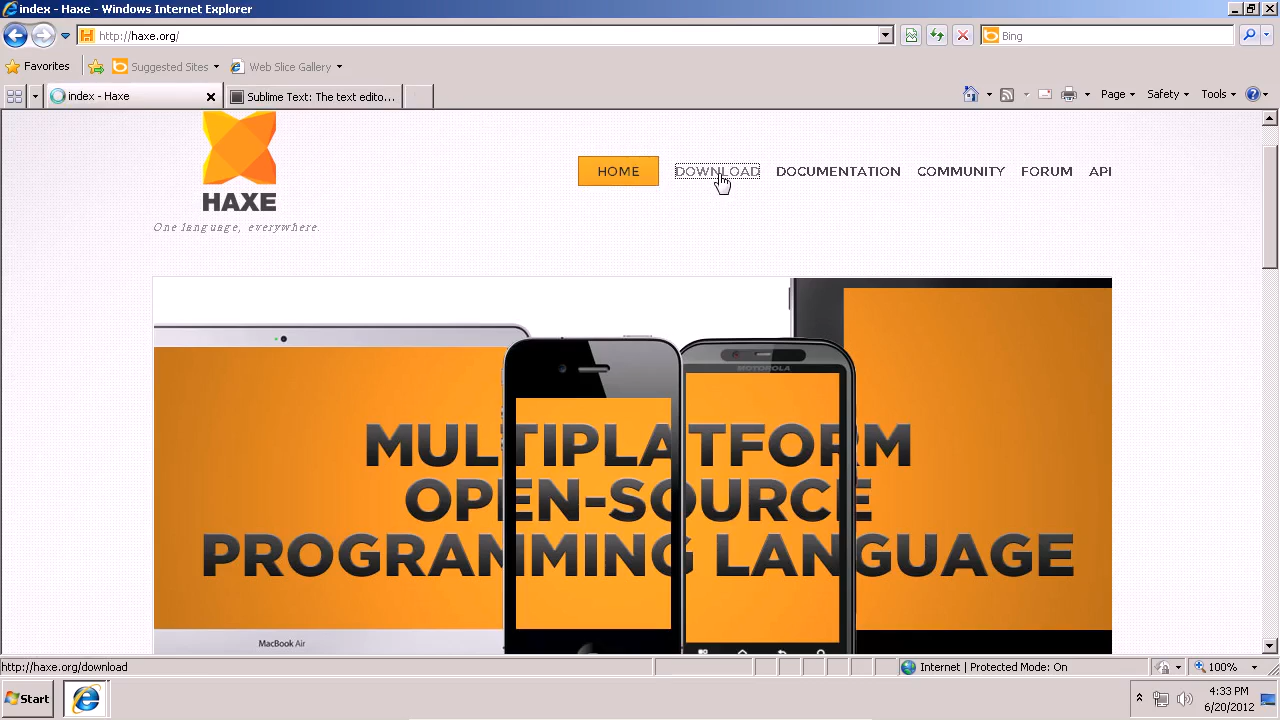 index - Haxe - Windows Internet Explorer
http://haxe.org/
Bing
Favorites
Suggested Sites
Web Slice Gallery
index - Haxe
Sublime Text: The text edito...
Page
Safety
Tools
HAXE
One language, everywhere.
HOME
DOWNLOAD
DOCUMENTATION
COMMUNITY
FORUM
API
MOTOROLA
MULTIPLATFORM
OPEN-SOURCE
PROGRAMMING LANGUAGE
MacBook Air
http://haxe.org/download
Internet | Protected Mode: On
100%
Start
4:33 PM
6/20/2012